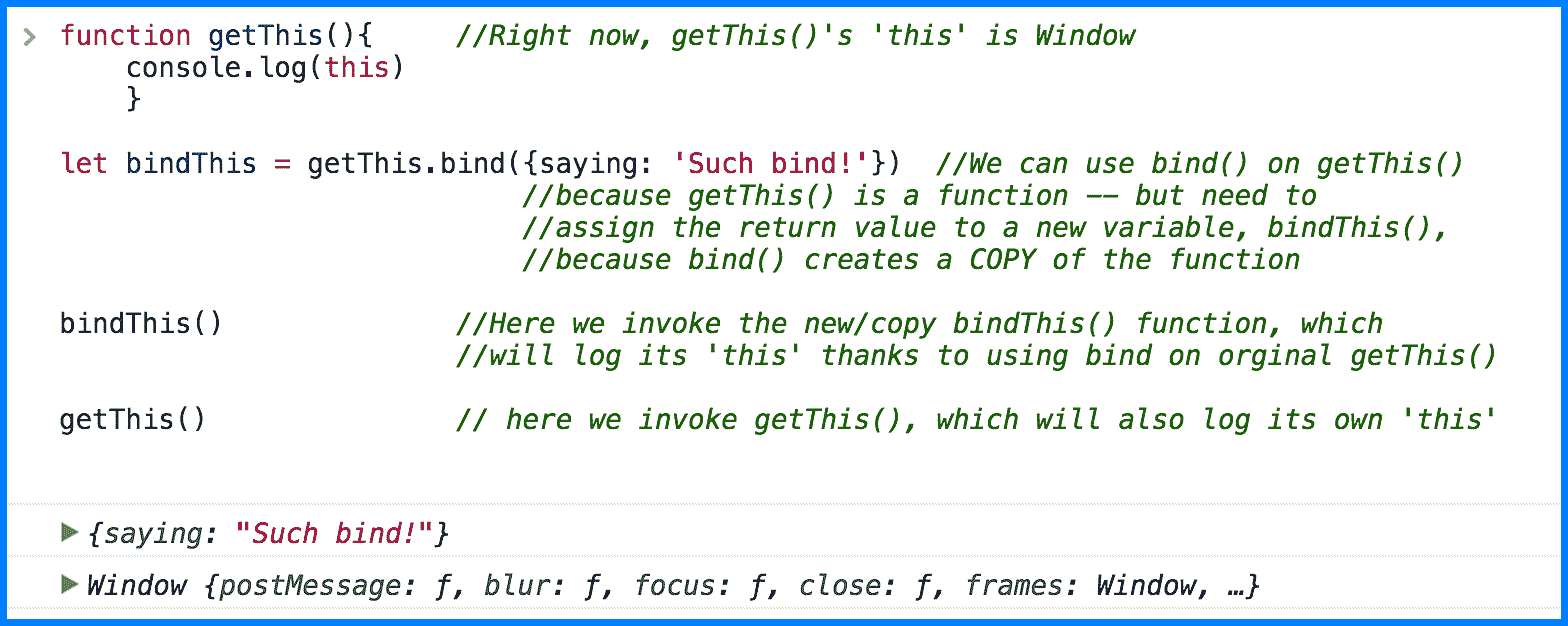 > function getThis(){ //Right now, getThis()'s 'this' is Window
console.log(this)
}
let bindThis = getThis.bind({saying: 'Such bind!'}) //We can use bind() on getThis()
//because getThis() is a function –– but need to
//assign the return value to a new variable, bindThis(),
//because bind() creates a COPY of the function
bindThis() //Here we invoke the new/copy bindThis() function, which
//will log its 'this' thanks to using bind on orginal getThis()
getThis() // here we invoke getThis(), which will also log its own 'this'
▶ {saying: "Such bind!"}
▶ Window {postMessage: ƒ, blur: ƒ, focus: ƒ, close: ƒ, frames: Window, …}